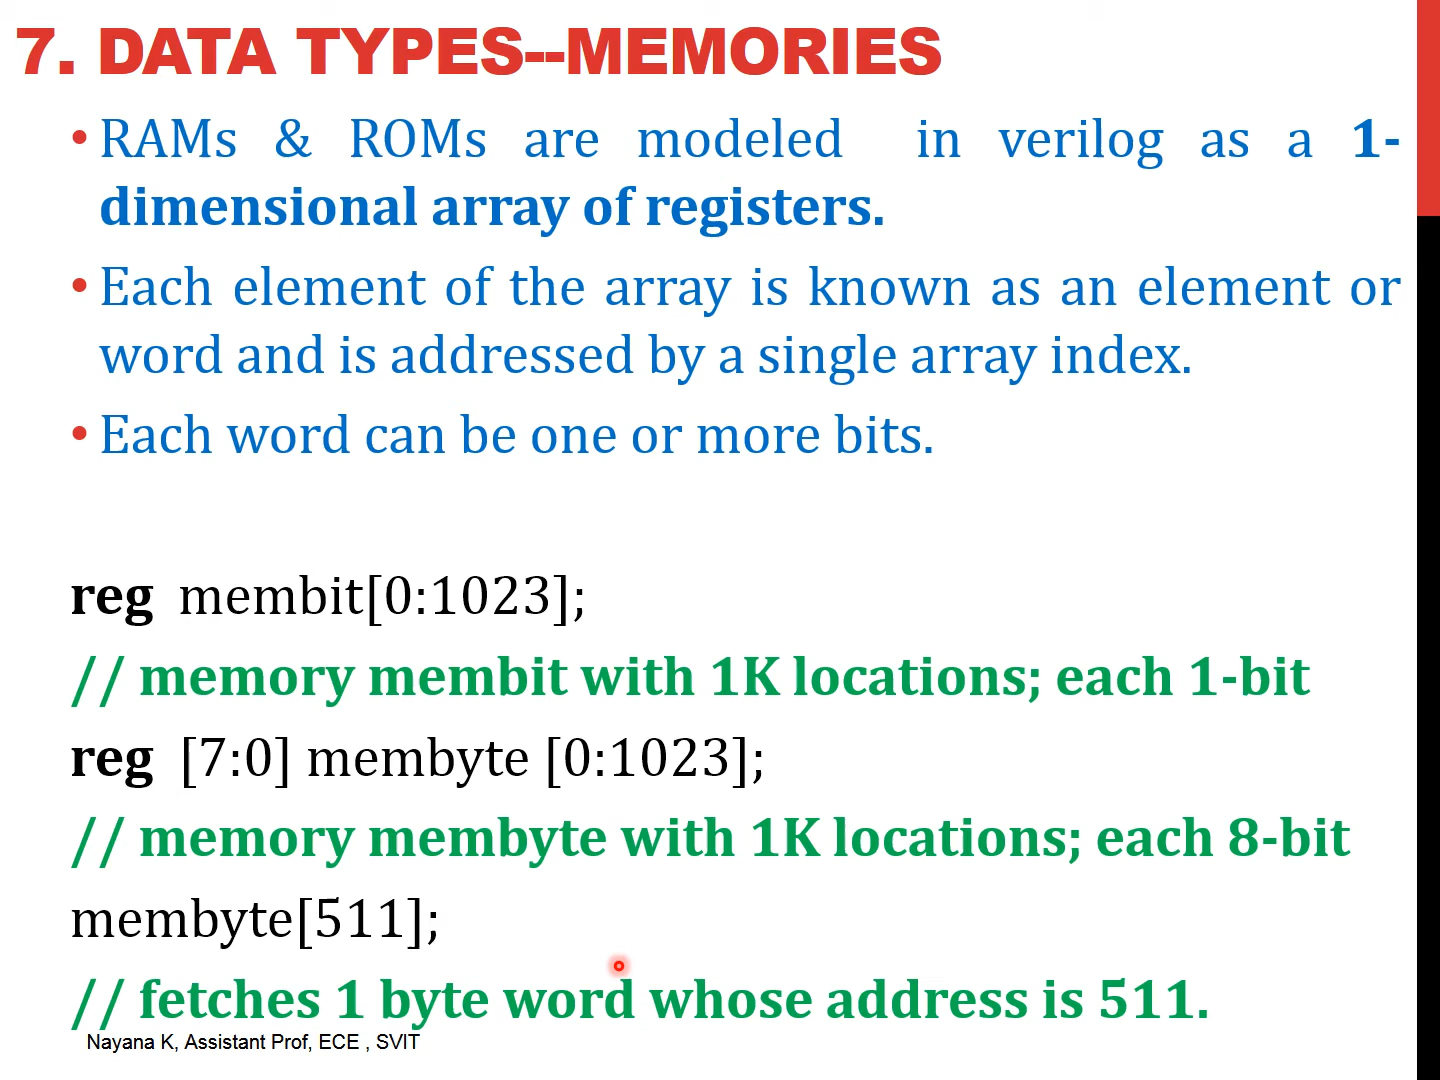 7. DATA TYPES--MEMORIES
• RAMs & ROMs are modeled in verilog as a 1-
dimensional array of registers.
• Each element of the array is known as an element or
word and is addressed by a single array index.
• Each word can be one or more bits.
reg membit[0:1023];
// memory membit with 1K locations; each 1-bit
reg [7:0] membyte [0:1023];
// memory membyte with 1K locations; each 8-bit
membyte[511];
// fetches 1 byte word whose address is 511.
Nayana K, Assistant Prof, ECE , SVIT